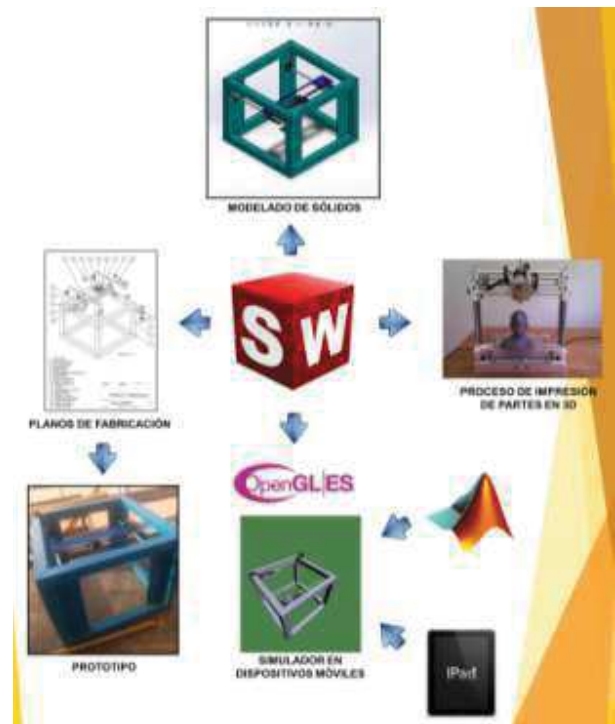 MODELADO DE SÓLIDOS
SW
PLANOS DE FABRICACIÓN
PROCESO DE IMPRESIÓN
DE PARTES EN 3D
OpenGL|ES
PROTOTIPO
SIMULADOR EN
DISPOSITIVOS MÓVILES
iPad